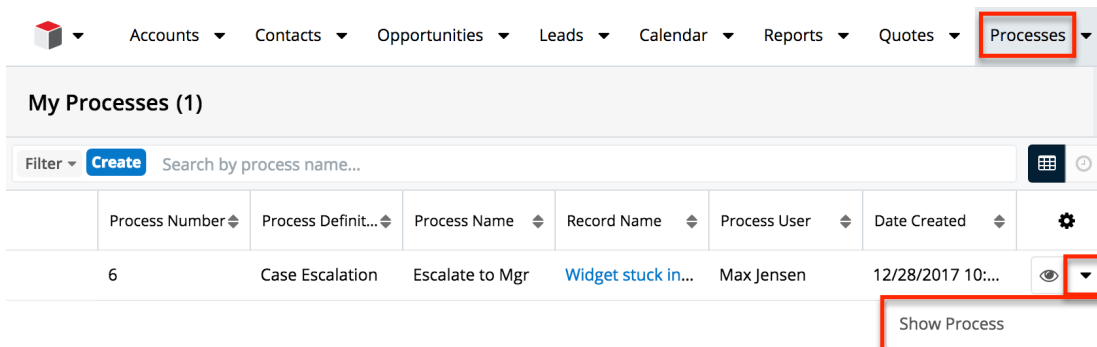 Accounts Contacts Opportunities Leads Calendar Reports Quotes Processes
My Processes (1)
Filter Create Search by process name...
Process Number Process Definit... Process Name Record Name Process User Date Created
6 Case Escalation Escalate to Mgr Widget stuck in... Max Jensen 12/28/2017 10:...
Show Process